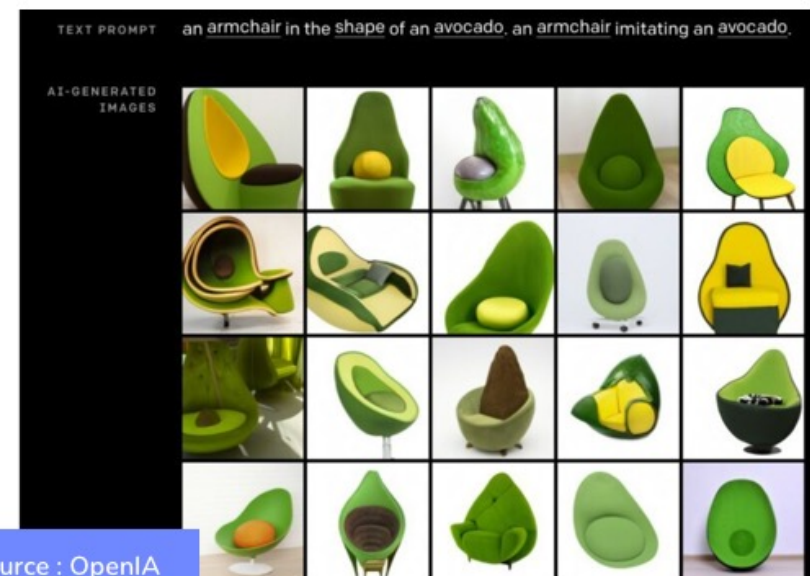 TEXT PROMPT
an armchair in the shape of an avocado. an armchair imitating an avocado.
AI-GENERATED
IMAGES
urce : OpenIA